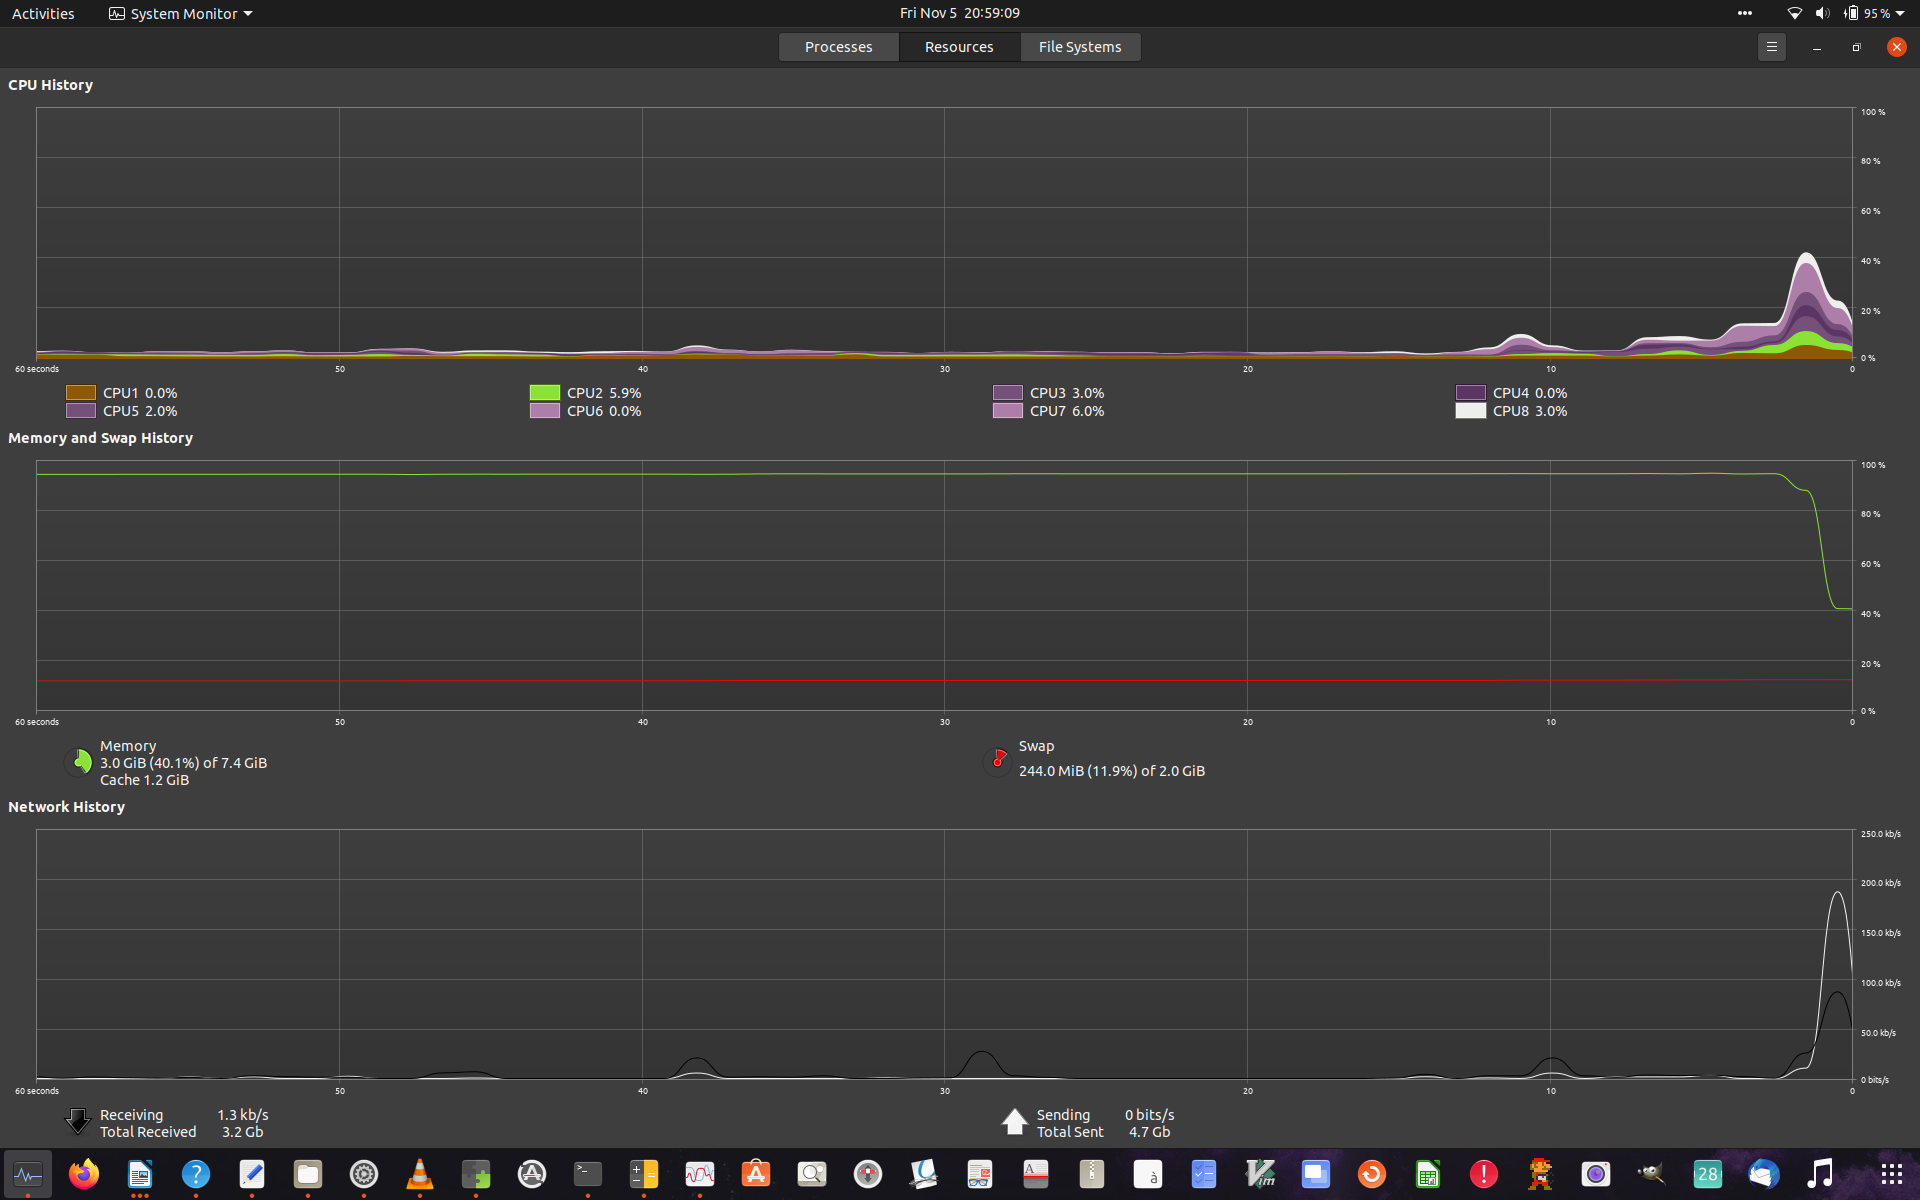 Activities System Monitor Fri Nov 5 20:59:09 95 %
Processes Resources File Systems
CPU History
100 %
80 %
60 %
40 %
20 %
0 %
60 seconds 50 40 30 20 10 0
CPU1 0.0% CPU2 5.9% CPU3 3.0% CPU4 0.0%
CPU5 2.0% CPU6 0.0% CPU7 6.0% CPU8 3.0%
Memory and Swap History
100 %
80 %
60 %
40 %
20 %
0 %
60 seconds 50 40 30 20 10 0
Memory
3.0 GiB (40.1%) of 7.4 GiB
Cache 1.2 GiB
Swap
244.0 MiB (11.9%) of 2.0 GiB
Network History
250.0 kb/s
200.0 kb/s
150.0 kb/s
100.0 kb/s
50.0 kb/s
0 bits/s
60 seconds 50 40 30 20 10 0
Receiving 1.3 kb/s
Total Received 3.2 Gb
Sending 0 bits/s
Total Sent 4.7 Gb
? >_ A à Vim ! 28